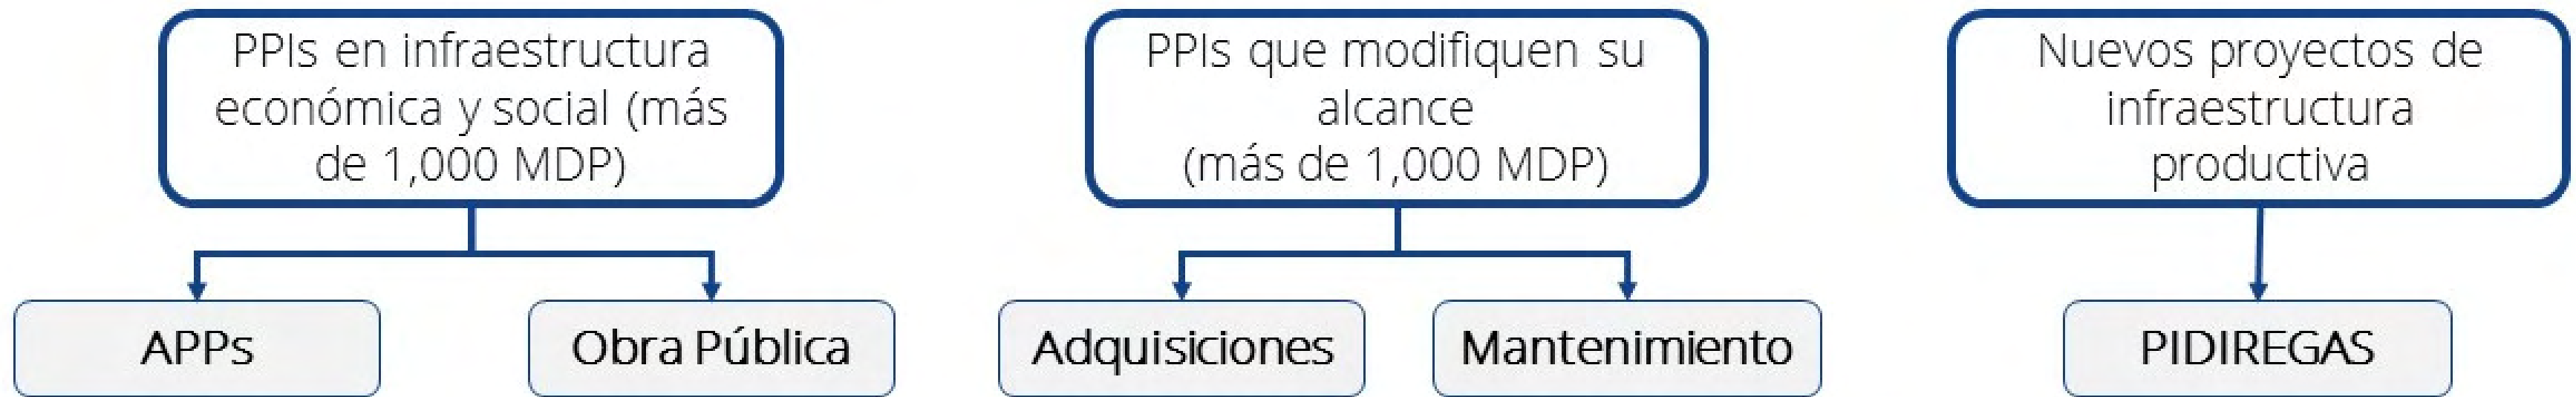 PPIs en infraestructura
económica y social (más
de 1,000 MDP)
PPIs que modifiquen su
alcance
(más de 1,000 MDP)
Nuevos proyectos de
infraestructura
productiva
APPs
Obra Pública
Adquisiciones
Mantenimiento
PIDIREGAS